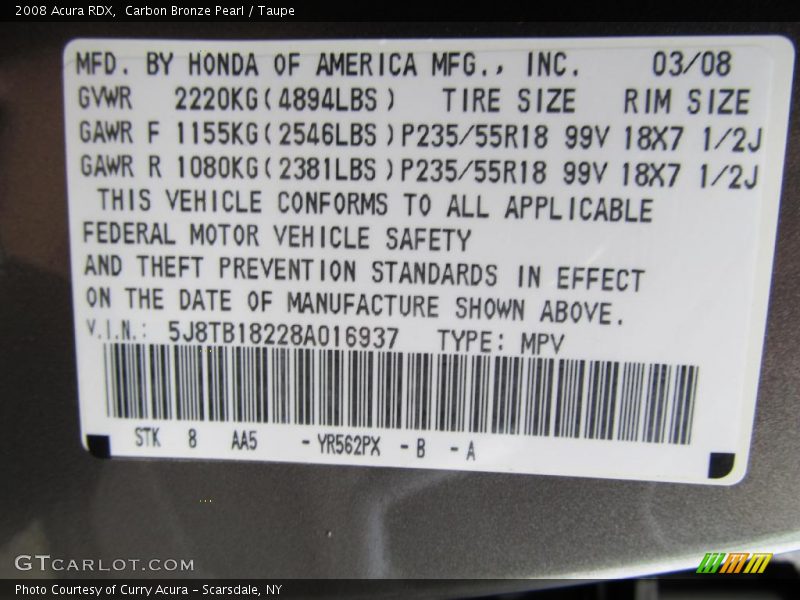 2008 Acura RDX,  Carbon Bronze Pearl / Taupe
MFD. BY HONDA OF AMERICA MFG., INC. 03/08
GVWR 2220KG(4894LBS) TIRE SIZE RIM SIZE
GAWR F 1155KG(2546LBS)P235/55R18 99V 18X7 1/2J
GAWR R 1080KG(2381LBS)P235/55R18 99V 18X7 1/2J
THIS VEHICLE CONFORMS TO ALL APPLICABLE
FEDERAL MOTOR VEHICLE SAFETY
AND THEFT PREVENTION STANDARDS IN EFFECT
ON THE DATE OF MANUFACTURE SHOWN ABOVE.
V.I.N.: 5J8TB18228A016937 TYPE: MPV
STK 8 AA5 -YR562PX -B -A
GTCARLOT.COM
Photo Courtesy of Curry Acura - Scarsdale, NY